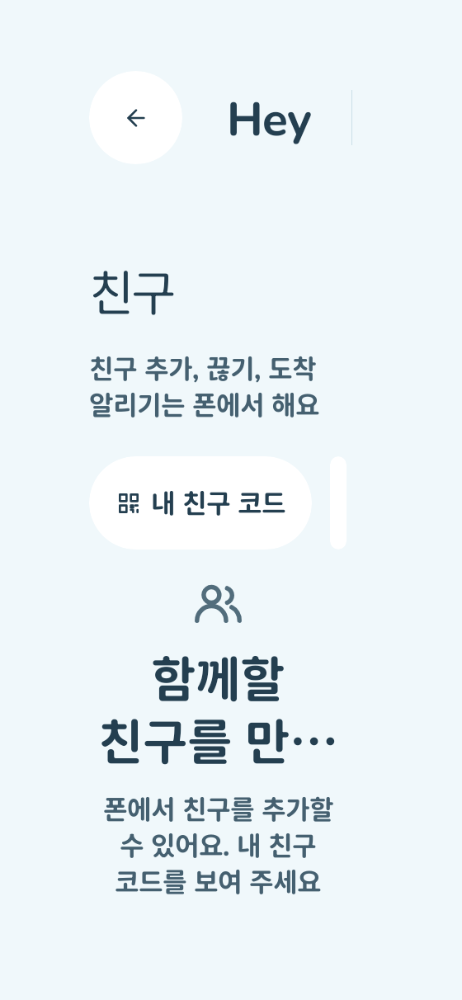 Hey
친구
친구 추가, 끊기, 도착
알리기는 폰에서 해요
내 친구 코드
함께할
친구를 만…
폰에서 친구를 추가할
수 있어요. 내 친구
코드를 보여 주세요